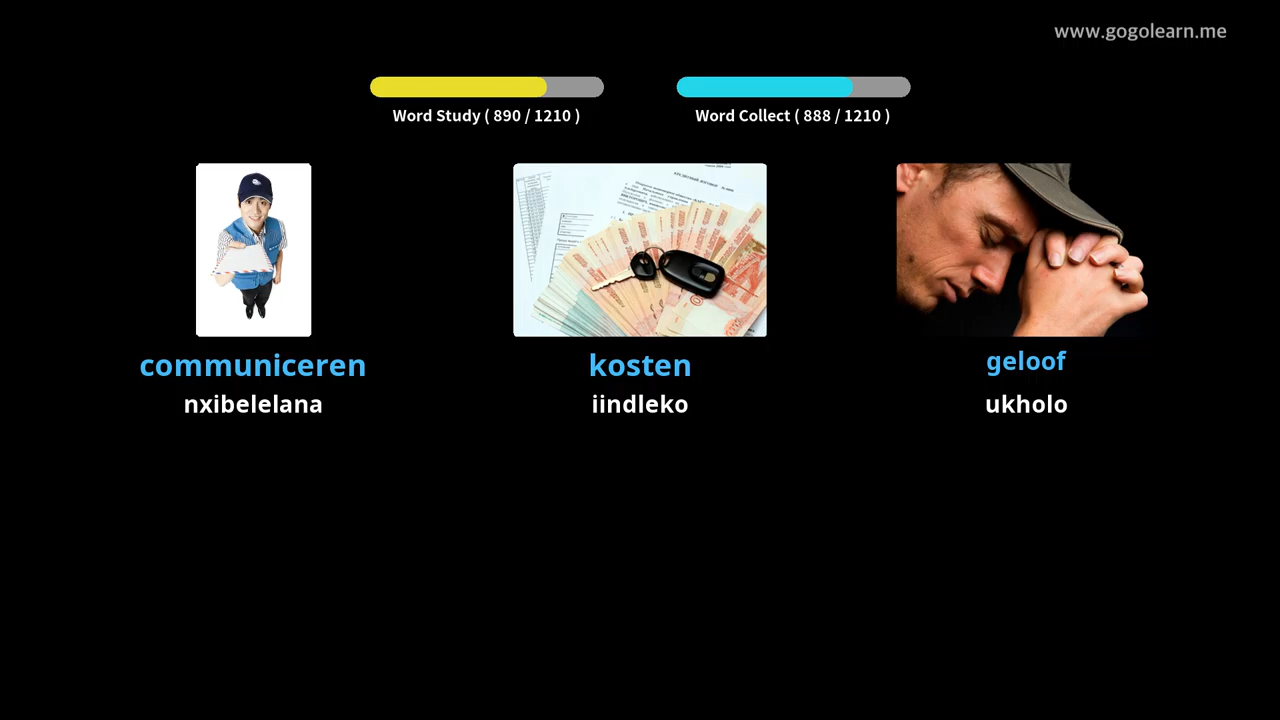 www.gogolearn.me
Word Study ( 890 / 1210 )
Word Collect ( 888 / 1210 )
communiceren
kosten
geloof
nxibelelana
iindleko
ukholo